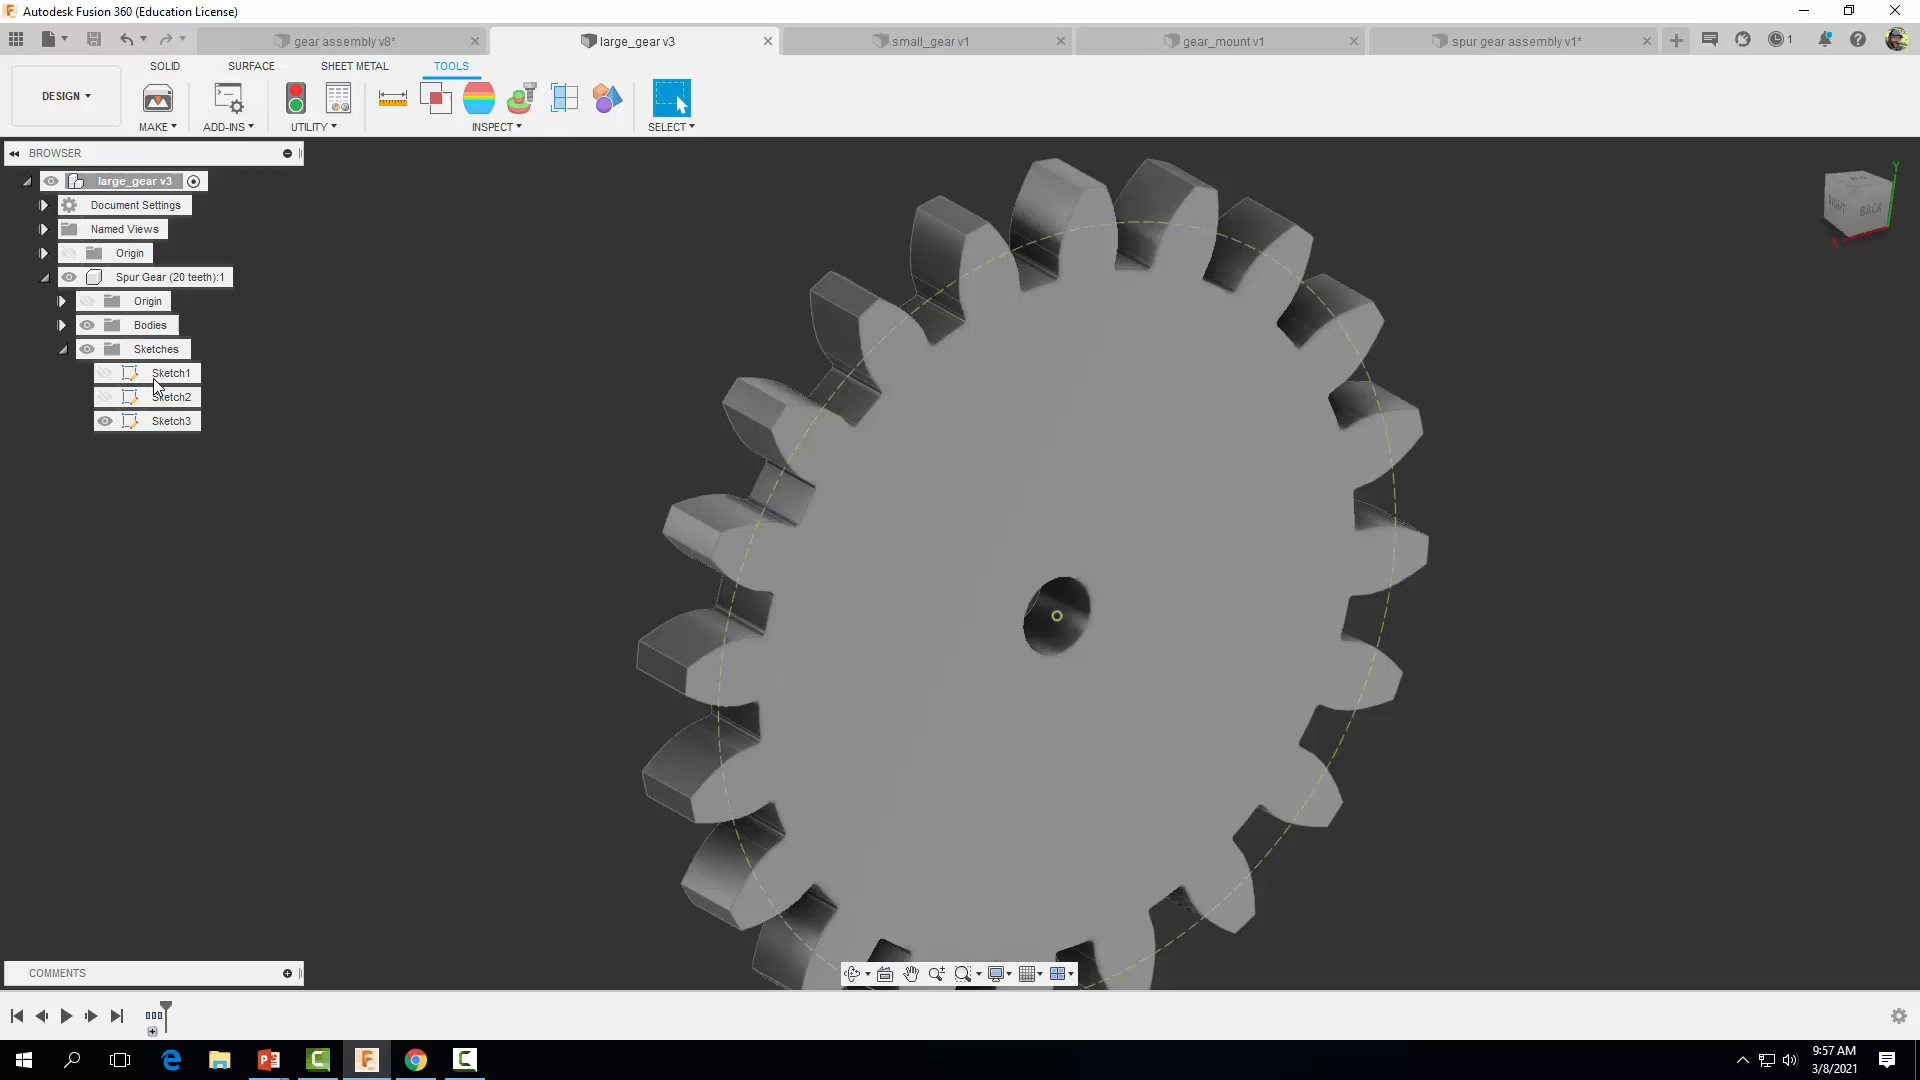 Autodesk Fusion 360 (Education License)
gear assembly v8*
large_gear v3
small_gear v1
gear_mount v1
spur gear assembly v1*
1
SOLID
SURFACE
SHEET METAL
TOOLS
DESIGN
MAKE
ADD-INS
UTILITY
INSPECT
SELECT
BROWSER
large_gear v3
Document Settings
Named Views
Origin
Spur Gear (20 teeth):1
Origin
Bodies
Sketches
Sketch1
Sketch2
Sketch3
Y
RIGHT
BACK
COMMENTS
9:57 AM
3/8/2021